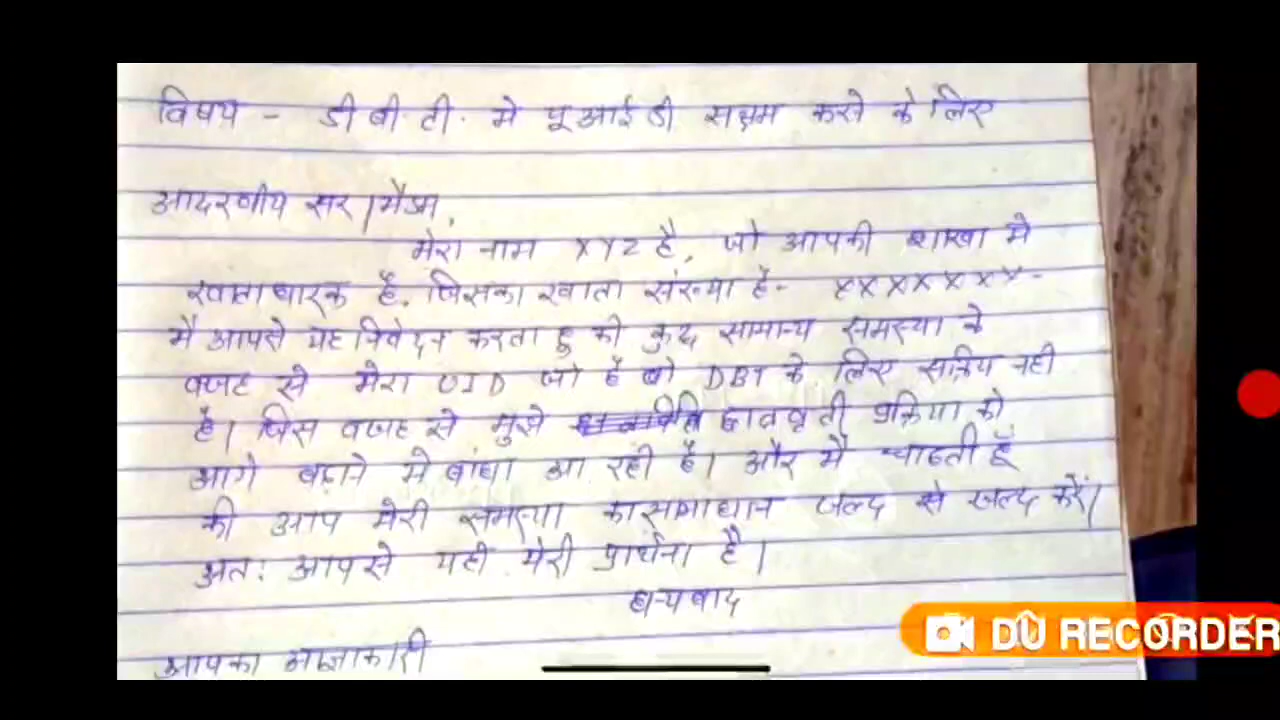 विषय - डी.बी.टी. मे यूआईडी सक्षम करने के लिए
आदरणीय सर/मैडम,
मेरा नाम XYZ है, जो आपकी शाखा मे
खाताधारक है. जिसका खाता संख्या है- XXXXXXX-
मै आपसे यह निवेदन करता हु की कुछ सामान्य समस्या के
वजह से मेरा UID जो है वो DBT के लिए सक्रिय नही
है। जिस वजह से मुझे छात्रवृती प्रक्रिया को
आगे बढ़ाने मे बांधा आ रही है। और मैं चाहती हूँ
की आप मेरी समस्या का समाधान जल्द से जल्द करें।
अतः आपसे यही मेरी प्रार्थना है।
धन्यवाद
DU RECORDER
आपका आज्ञाकारी